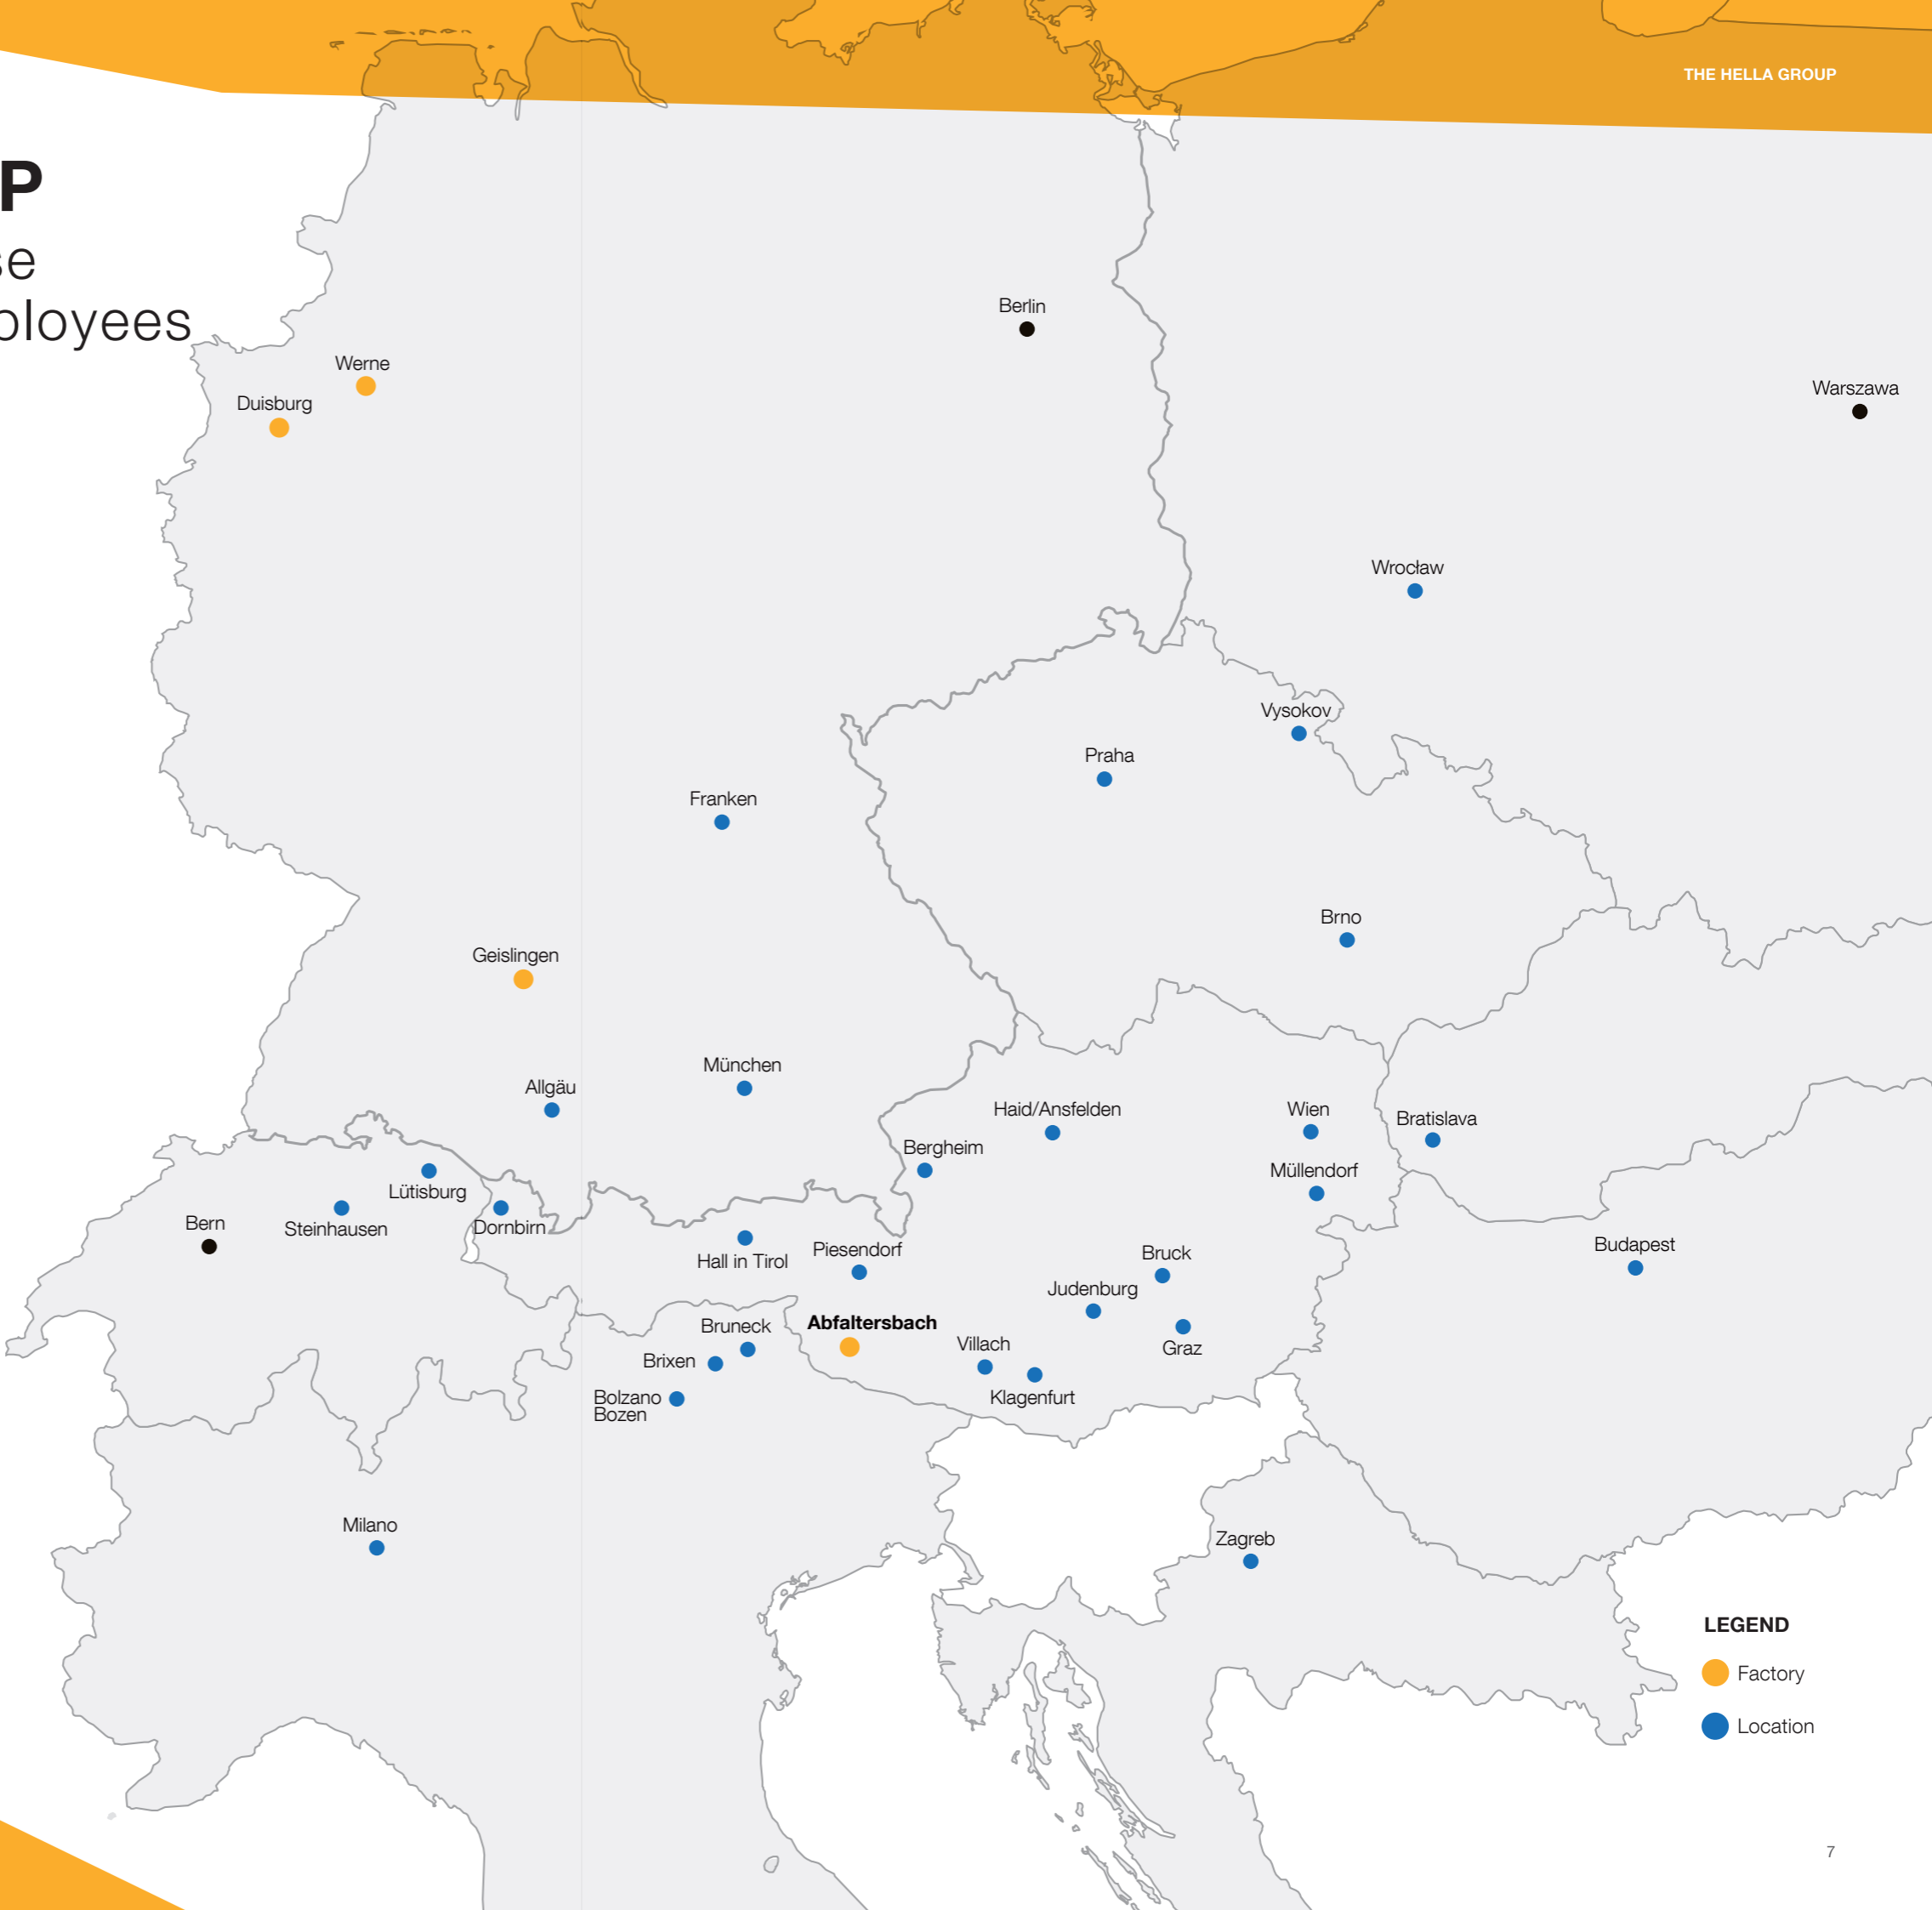 THE HELLA GROUP
P
se
ployees
Berlin
Werne
Warszawa
Duisburg
Wrocław
Vysokov
Praha
Franken
Brno
Geislingen
München
Allgäu
Haid/Ansfelden
Wien
Bratislava
Bergheim
Müllendorf
Lütisburg
Bern
Steinhausen
Dornbirn
Budapest
Piesendorf
Bruck
Hall in Tirol
Judenburg
Abfaltersbach
Bruneck
Villach
Graz
Brixen
Bolzano
Bozen
Klagenfurt
Milano
Zagreb
LEGEND
Factory
Location
7